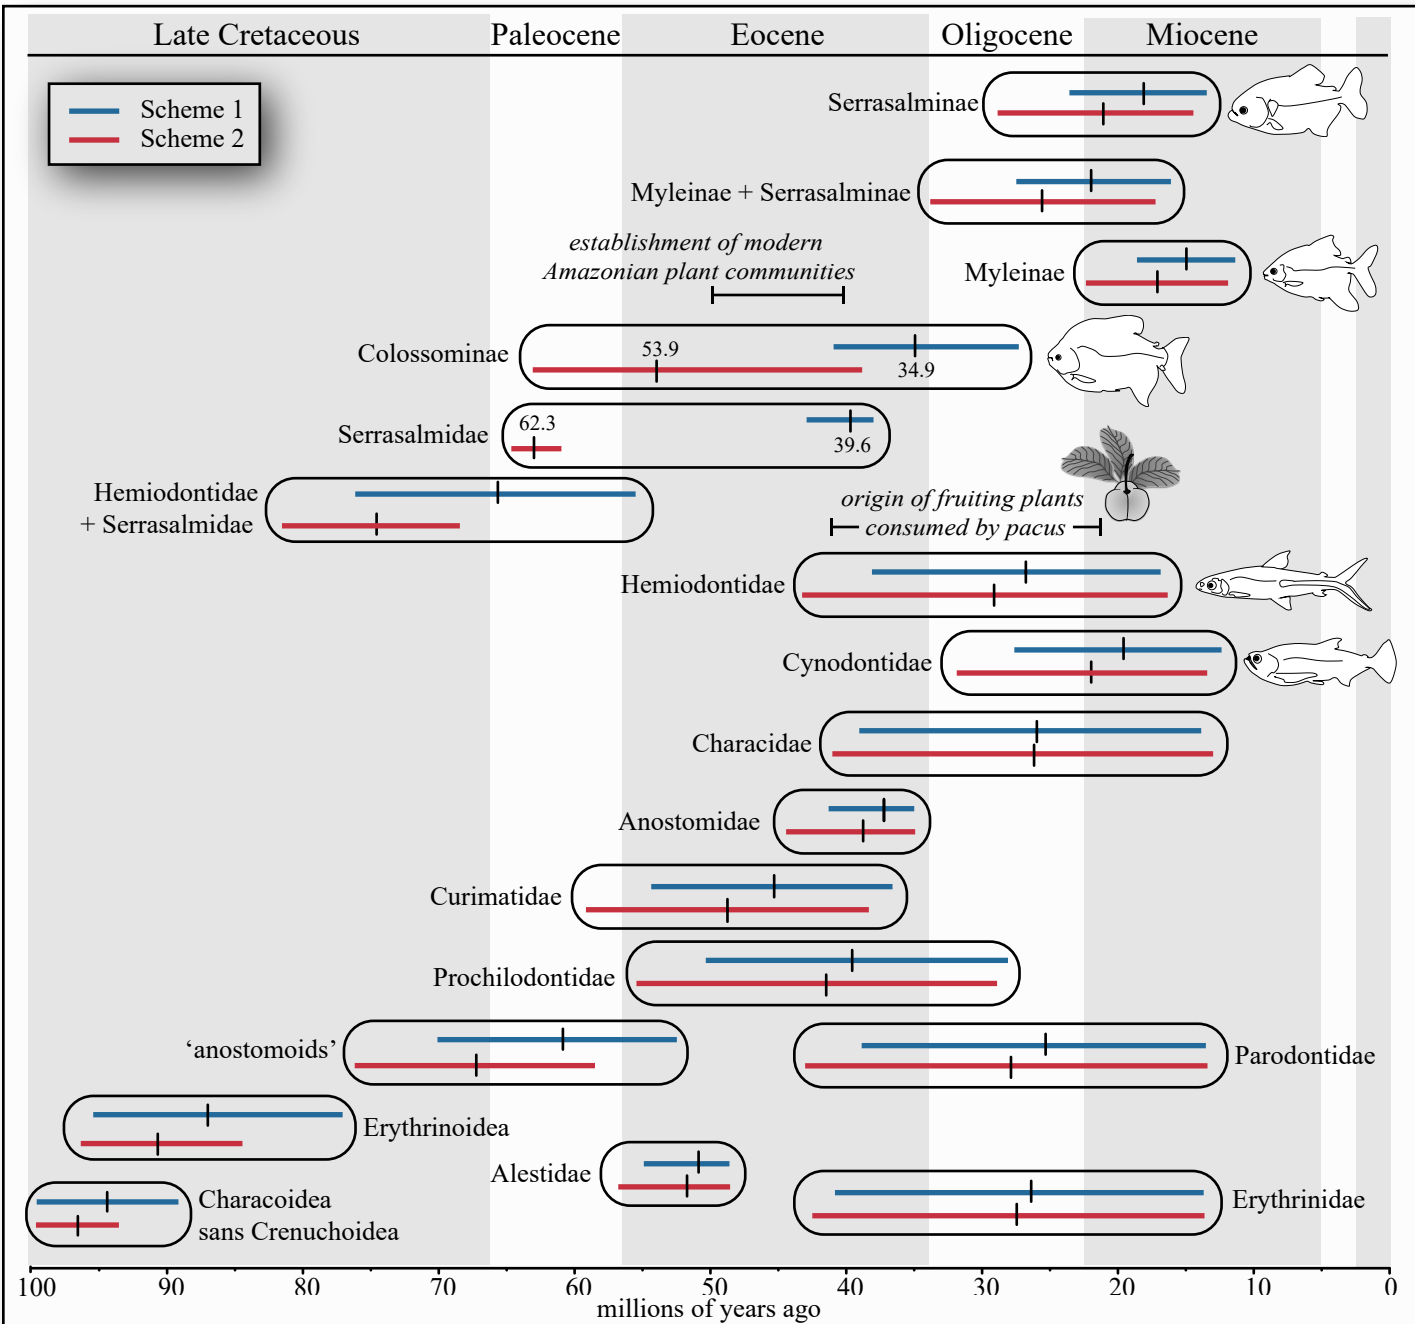 Late Cretaceous Paleocene Eocene Oligocene Miocene
Scheme 1
Scheme 2
Serrasalminae
Myleinae + Serrasalminae
establishment of modern
Amazonian plant communities
Myleinae
Colossominae
53.9
34.9
Serrasalmidae
62.3
39.6
Hemiodontidae
+ Serrasalmidae
origin of fruiting plants
consumed by pacus
Hemiodontidae
Cynodontidae
Characidae
Anostomidae
Curimatidae
Prochilodontidae
‘anostomoids’
Parodontidae
Erythrinoidea
Alestidae
Erythrinidae
Characoidea
sans Crenuchoidea
100 90 80 70 60 50 40 30 20 10 0
millions of years ago